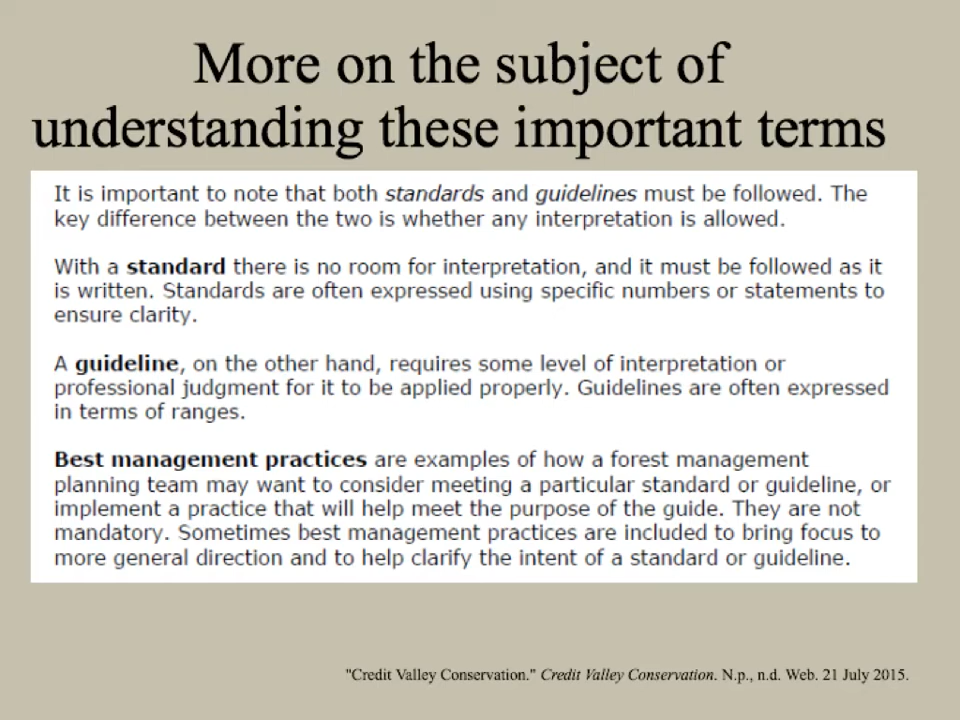 More on the subject of
understanding these important terms
It is important to note that both standards and guidelines must be followed. The
key difference between the two is whether any interpretation is allowed.
With a standard there is no room for interpretation, and it must be followed as it
is written. Standards are often expressed using specific numbers or statements to
ensure clarity.
A guideline, on the other hand, requires some level of interpretation or
professional judgment for it to be applied properly. Guidelines are often expressed
in terms of ranges.
Best management practices are examples of how a forest management
planning team may want to consider meeting a particular standard or guideline, or
implement a practice that will help meet the purpose of the guide. They are not
mandatory. Sometimes best management practices are included to bring focus to
more general direction and to help clarify the intent of a standard or guideline.
"Credit Valley Conservation." Credit Valley Conservation. N.p., n.d. Web. 21 July 2015.